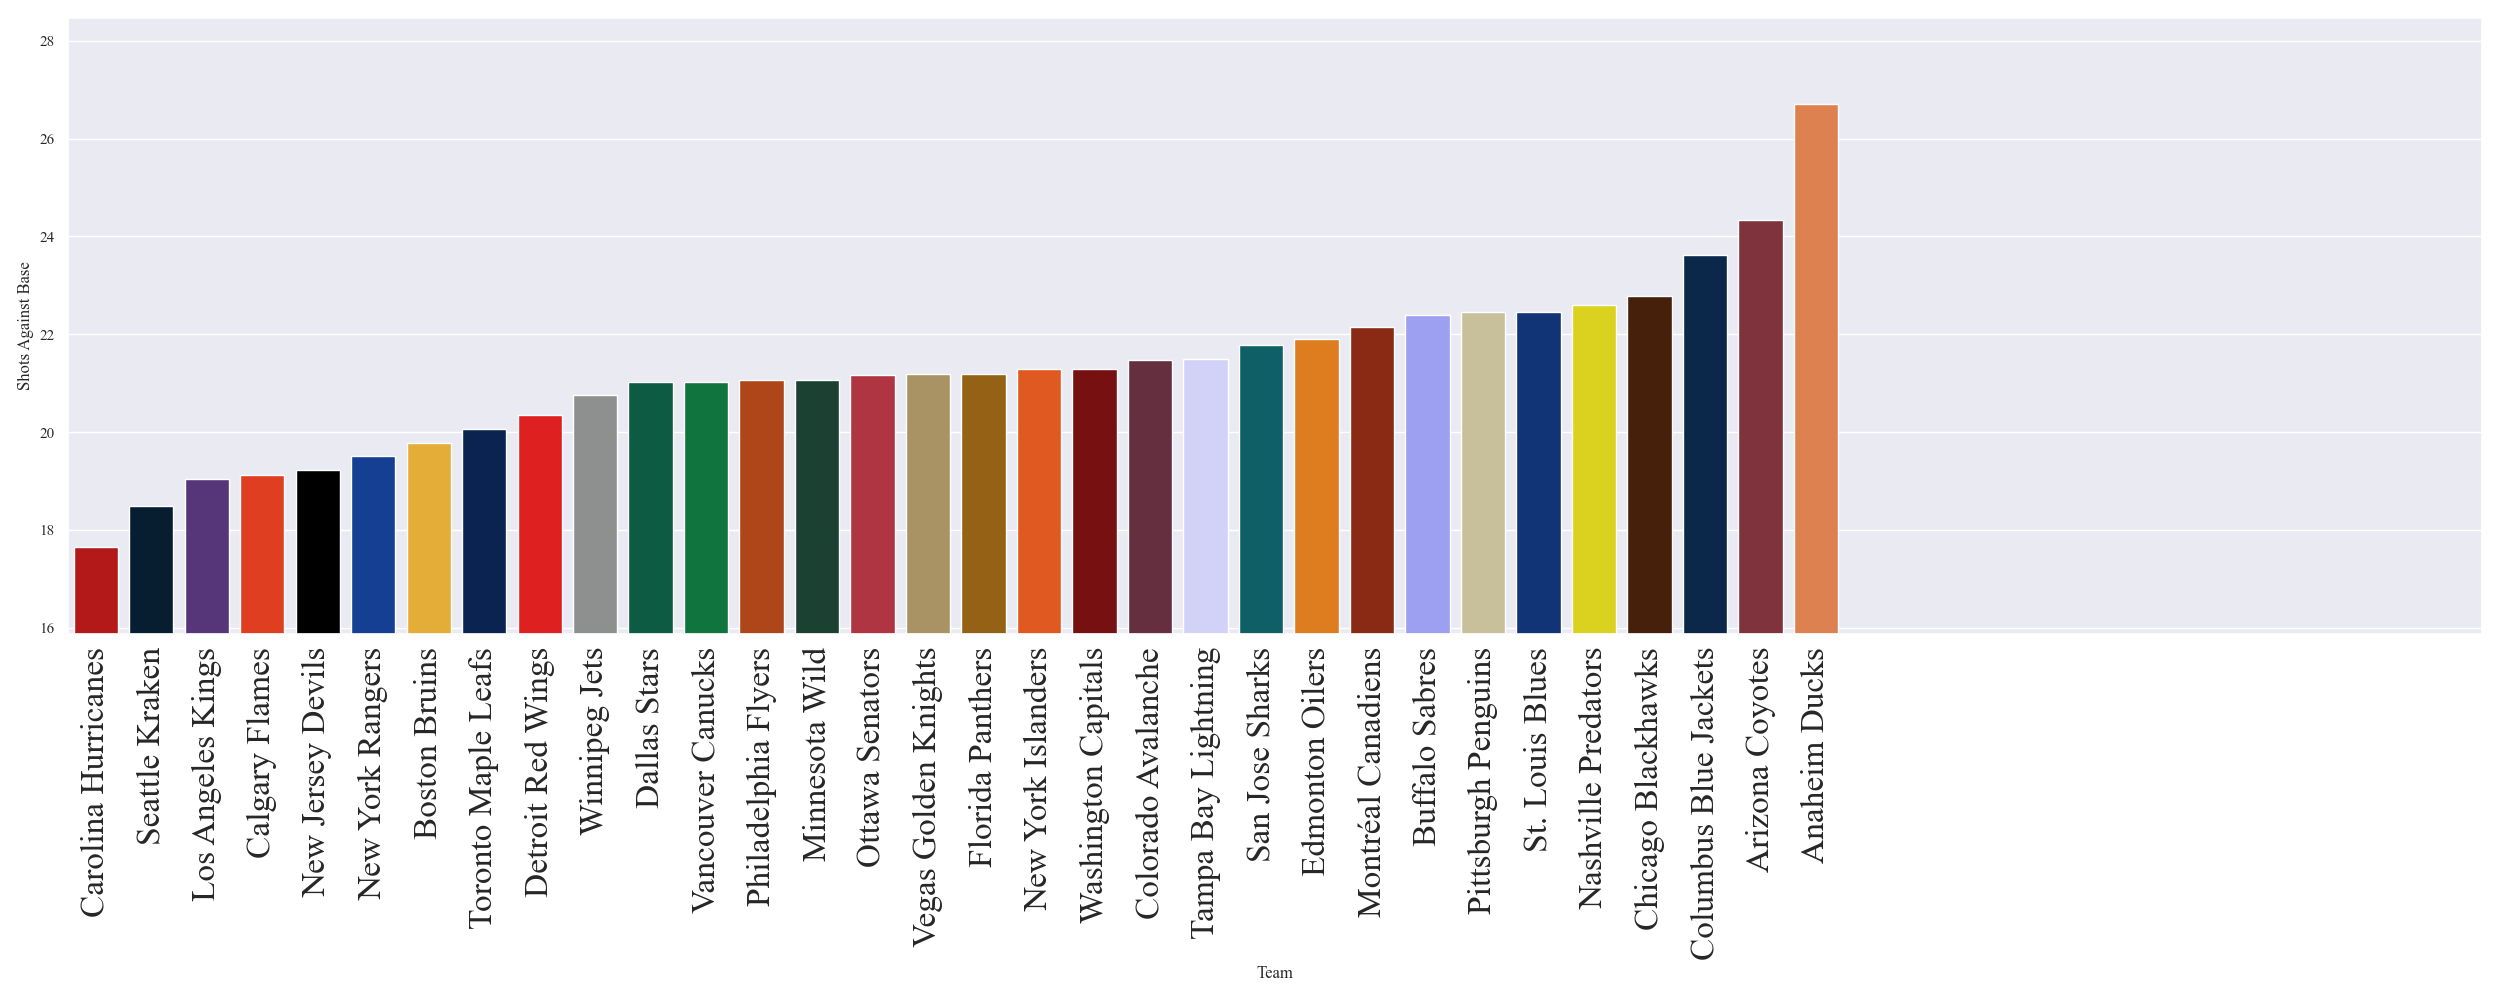 28
26
24
22
20
18
16
Shots Against Base
Carolina Hurricanes
Seattle Kraken
Los Angeles Kings
Calgary Flames
New Jersey Devils
New York Rangers
Boston Bruins
Toronto Maple Leafs
Detroit Red Wings
Winnipeg Jets
Dallas Stars
Vancouver Canucks
Philadelphia Flyers
Minnesota Wild
Ottawa Senators
Vegas Golden Knights
Florida Panthers
New York Islanders
Washington Capitals
Colorado Avalanche
Tampa Bay Lightning
San Jose Sharks
Edmonton Oilers
Montréal Canadiens
Buffalo Sabres
Pittsburgh Penguins
St. Louis Blues
Nashville Predators
Chicago Blackhawks
Columbus Blue Jackets
Arizona Coyotes
Anaheim Ducks
Team